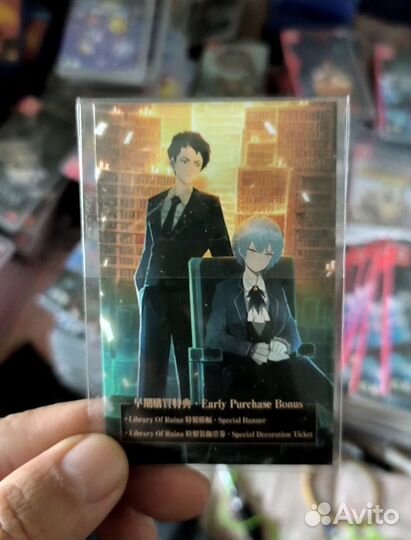 早期購買特典・Early Purchase Bonus
・Library Of Ruina 特製橫幅・Special Banner
・Library Of Ruina 特製裝飾票券・Special Decoration Ticket
Avito